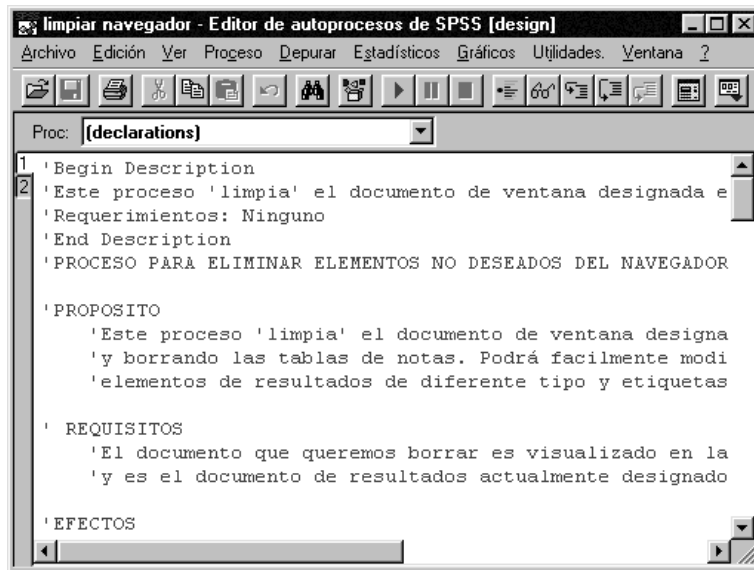 limpiar navegador - Editor de autoprocesos de SPSS [design]
Archivo Edición Ver Proceso Depurar Estadísticos Gráficos Utilidades. Ventana ?
Proc: (declarations)
1
2
'Begin Description
'Este proceso 'limpia' el documento de ventana designada e
'Requerimientos: Ninguno
'End Description
'PROCESO PARA ELIMINAR ELEMENTOS NO DESEADOS DEL NAVEGADOR
'PROPOSITO
'Este proceso 'limpia' el documento de ventana designa
'y borrando las tablas de notas. Podrá facilmente modi
'elementos de resultados de diferente tipo y etiquetas
' REQUISITOS
'El documento que queremos borrar es visualizado en la
'y es el documento de resultados actualmente designado
'EFECTOS